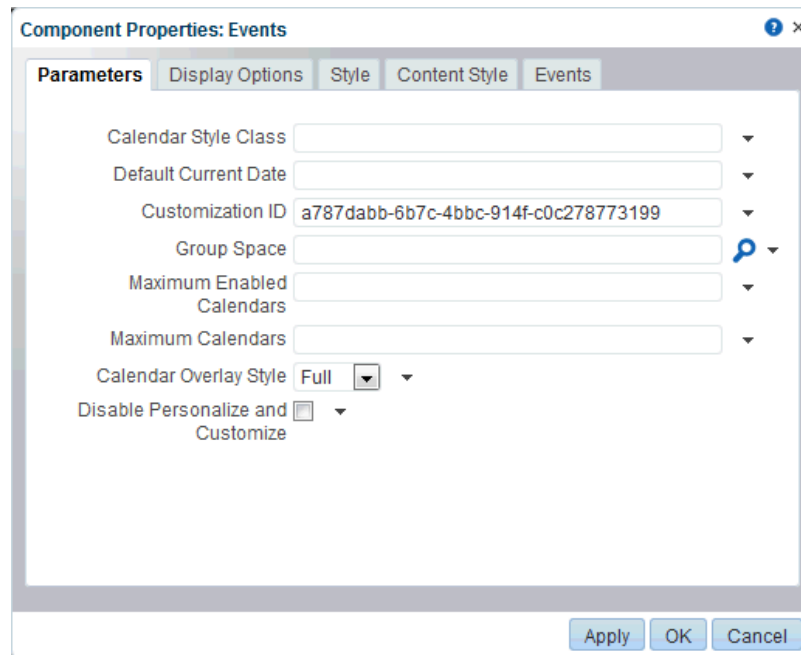 Component Properties: Events
Parameters Display Options Style Content Style Events
Calendar Style Class
Default Current Date
Customization ID a787dabb-6b7c-4bbc-914f-c0c278773199
Group Space
Maximum Enabled
Calendars
Maximum Calendars
Calendar Overlay Style Full
Disable Personalize and
Customize
Apply OK Cancel